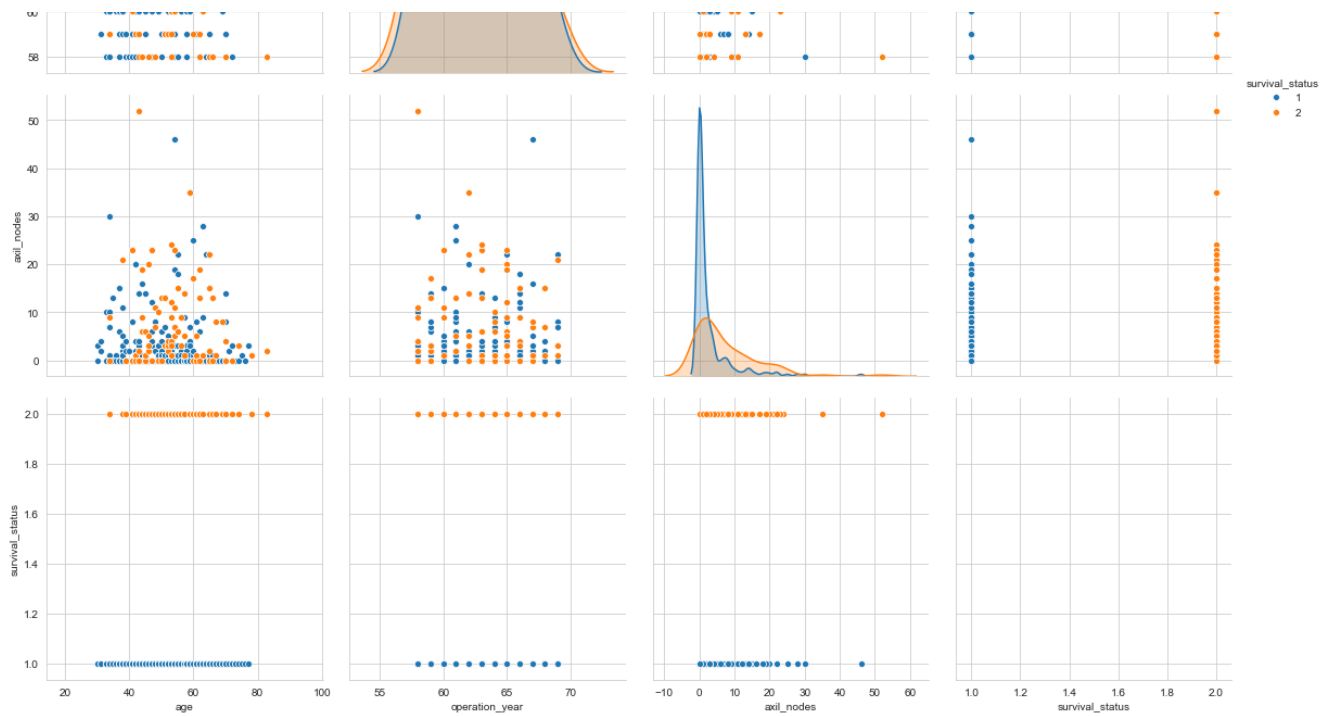 60
58
survival_status
1
2
50
40
30
20
10
0
axil_nodes
2.0
1.8
1.6
1.4
1.2
1.0
survival_status
20 40 60 80 100
55 60 65 70
−10 0 10 20 30 40 50 60
1.0 1.2 1.4 1.6 1.8 2.0
age
operation_year
axil_nodes
survival_status